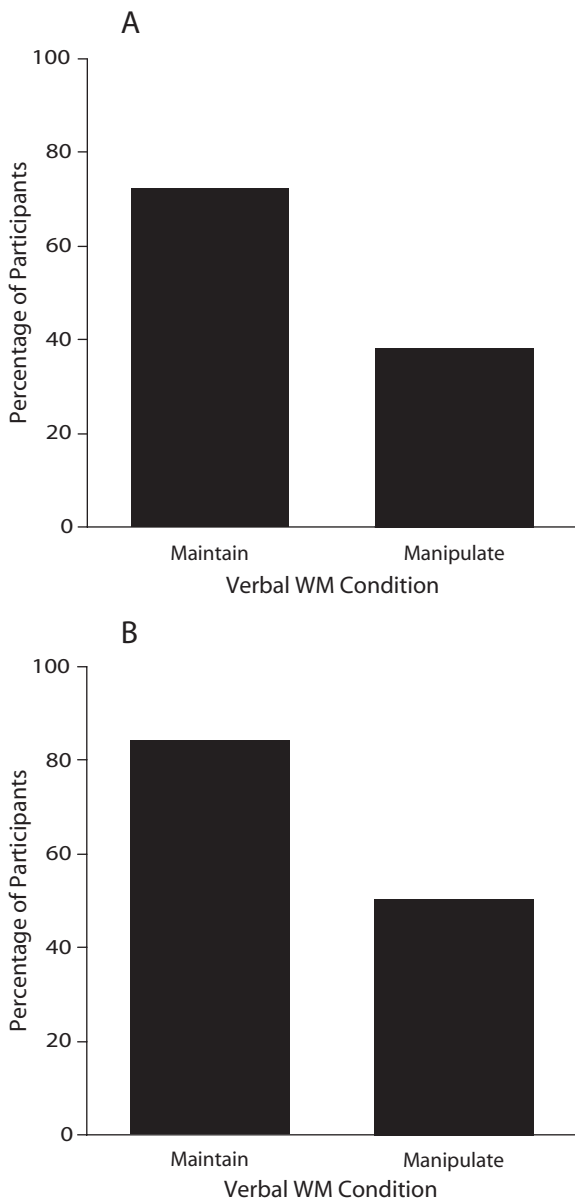 A
100
80
60
40
20
0
Percentage of Participants
Maintain Manipulate
Verbal WM Condition
B
100
80
60
40
20
0
Percentage of Participants
Maintain Manipulate
Verbal WM Condition